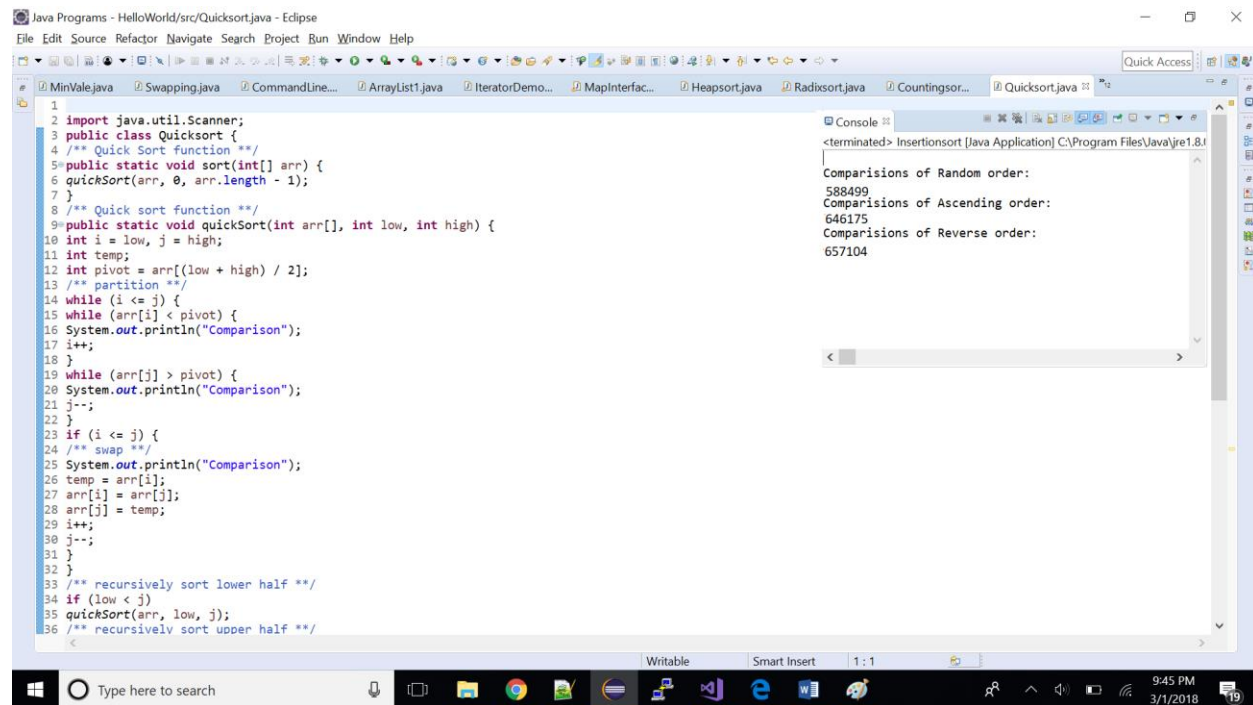 Java Programs - HelloWorld/src/Quicksort.java - Eclipse
File Edit Source Refactor Navigate Search Project Run Window Help
Quick Access
MinVale.java Swapping.java CommandLine.... ArrayList1.java IteratorDemo... MapInterfac... Heapsort.java Radixsort.java Countingsor... Quicksort.java »12
1
2 import java.util.Scanner;
3 public class Quicksort {
4 /** Quick Sort function **/
5 public static void sort(int[] arr) {
6 quickSort(arr, 0, arr.length - 1);
7 }
8 /** Quick sort function **/
9 public static void quickSort(int arr[], int low, int high) {
10 int i = low, j = high;
11 int temp;
12 int pivot = arr[(low + high) / 2];
13 /** partition **/
14 while (i <= j) {
15 while (arr[i] < pivot) {
16 System.out.println("Comparison");
17 i++;
18 }
19 while (arr[j] > pivot) {
20 System.out.println("Comparison");
21 j--;
22 }
23 if (i <= j) {
24 /** swap **/
25 System.out.println("Comparison");
26 temp = arr[i];
27 arr[i] = arr[j];
28 arr[j] = temp;
29 i++;
30 j--;
31 }
32 }
33 /** recursively sort lower half **/
34 if (low < j)
35 quickSort(arr, low, j);
36 /** recursively sort upper half **/
Console
<terminated> Insertionsort [Java Application] C:\Program Files\Java\jre1.8.
Comparisions of Random order:
588499
Comparisions of Ascending order:
646175
Comparisions of Reverse order:
657104
Writable Smart Insert 1 : 1
Type here to search
9:45 PM
3/1/2018
19